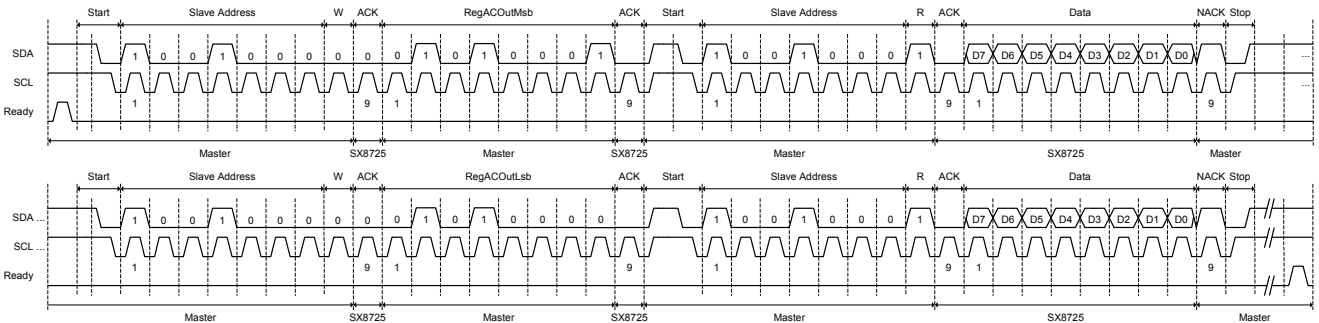 Start Slave Address W ACK RegACOutMsb ACK Start Slave Address R ACK Data NACK Stop
SDA 1 0 0 1 0 0 0 0 0 0 1 0 1 0 0 0 1 1 0 0 1 0 0 0 1 D7 D6 D5 D4 D3 D2 D1 D0 ...
SCL ...
1 9 1 9 1 9 1 9
Ready
Master SX8725 Master SX8725 Master SX8725 Master
Start Slave Address W ACK RegACOutLsb ACK Start Slave Address R ACK Data NACK Stop
SDA ... 1 0 0 1 0 0 0 0 0 0 1 0 1 0 0 0 0 1 0 0 1 0 0 0 1 D7 D6 D5 D4 D3 D2 D1 D0
SCL ...
1 9 1 9 1 9 1 9
Ready
Master SX8725 Master SX8725 Master SX8725 Master